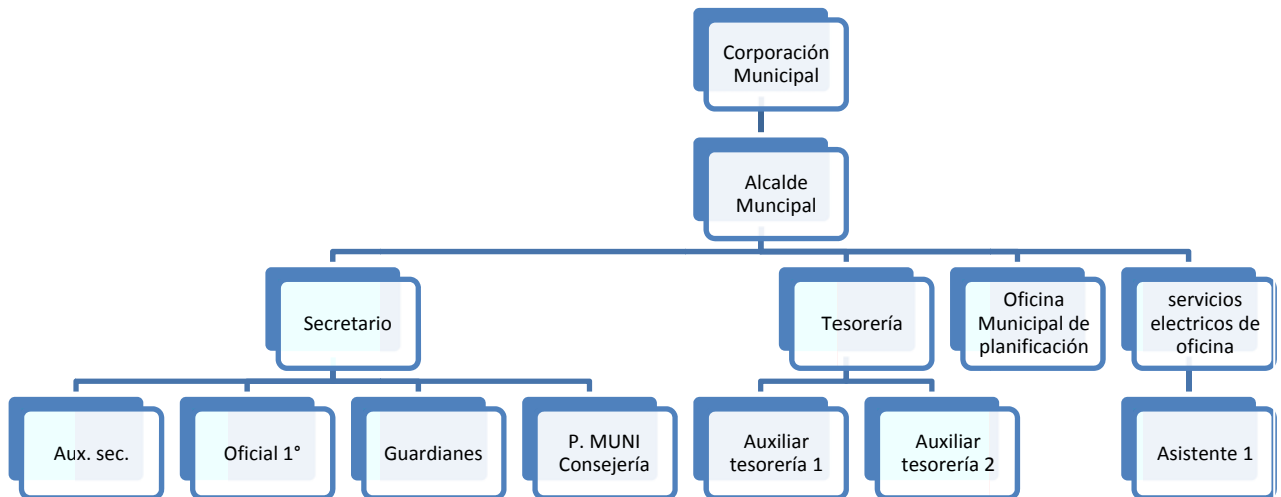 Corporación
Municipal
Alcalde
Muncipal
Secretario
Tesorería
Oficina
Municipal de
planificación
servicios
electricos de
oficina
Aux. sec.
Oficial 1°
Guardianes
P. MUNI
Consejería
Auxiliar
tesorería 1
Auxiliar
tesorería 2
Asistente 1